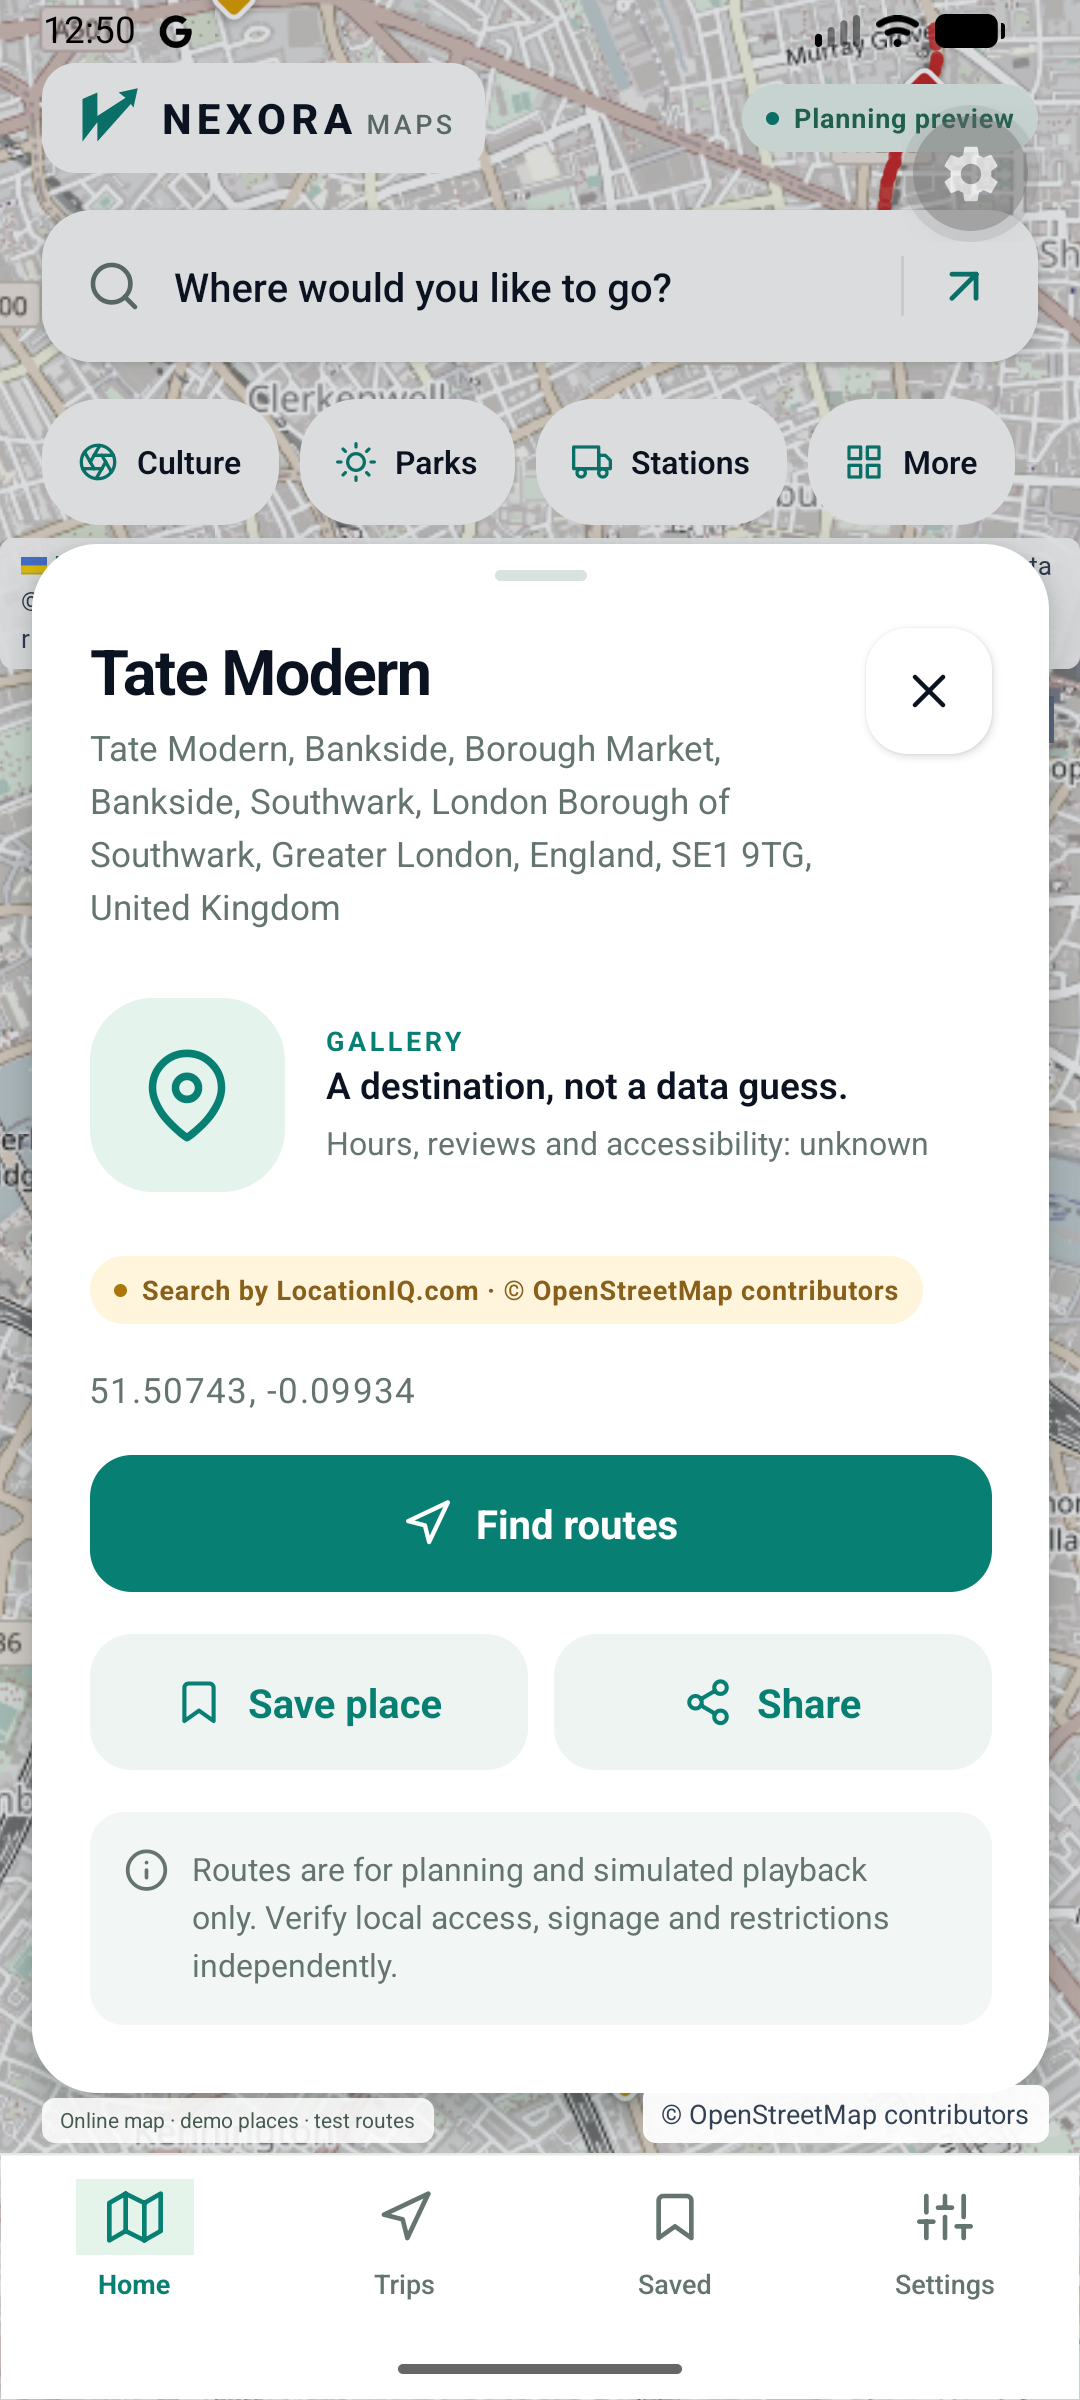 12:50
NEXORA MAPS
Murray Grove
Planning preview
Where would you like to go?
Clerkenwell
Culture
Parks
Stations
More
Tate Modern
Tate Modern, Bankside, Borough Market,
Bankside, Southwark, London Borough of
Southwark, Greater London, England, SE1 9TG,
United Kingdom
GALLERY
A destination, not a data guess.
Hours, reviews and accessibility: unknown
Search by LocationIQ.com · © OpenStreetMap contributors
51.50743, -0.09934
Find routes
Save place
Share
Routes are for planning and simulated playback
only. Verify local access, signage and restrictions
independently.
Online map · demo places · test routes
© OpenStreetMap contributors
Kennington
Home
Trips
Saved
Settings